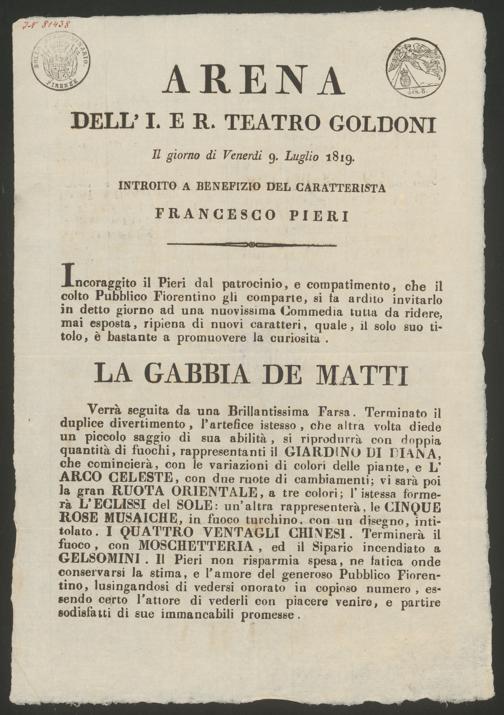 J.N 81438
FIRENZE
ARENA
DELL' I. E R. TEATRO GOLDONI
Il giorno di Venerdì 9. Luglio 1819.
INTROITO A BENEFIZIO DEL CARATTERISTA
FRANCESCO PIERI
Incoraggito il Pieri dal patrocinio, e compatimento, che il
colto Pubblico Fiorentino gli comparte, si fa ardito invitarlo
in detto giorno ad una nuovissima Commedia tutta da ridere,
mai esposta, ripiena di nuovi caratteri, quale, il solo suo ti-
tolo, è bastante a promuovere la curiosità.
LA GABBIA DE MATTI
Verrà seguita da una Brillantissima Farsa. Terminato il
duplice divertimento, l'artefice istesso, che altra volta diede
un piccolo saggio di sua abilità, si riprodurrà con doppia
quantità di fuochi, rappresentanti il GIARDINO DI DIANA,
che comincierà, con le variazioni di colori delle piante, e L'
ARCO CELESTE, con due ruote di cambiamenti; vi sarà poi
la gran RUOTA ORIENTALE, a tre colori; l'istessa forme-
rà L'ECLISSI del SOLE: un'altra rappresenterà, le CINQUE
ROSE MUSAICHE, in fuoco turchino, con un disegno, inti-
tolato. I QUATTRO VENTAGLI CHINESI. Terminerà il
fuoco, con MOSCHETTERIA, ed il Sipario incendiato a
GELSOMINI. Il Pieri non risparmia spesa, ne fatica onde
conservarsi la stima, e l'amore del generoso Pubblico Fioren-
tino, lusingandosi di vedersi onorato in copioso numero, es-
sendo certo l'attore di vederli con piacere venire, e partire
sodisfatti di sue immancabili promesse.